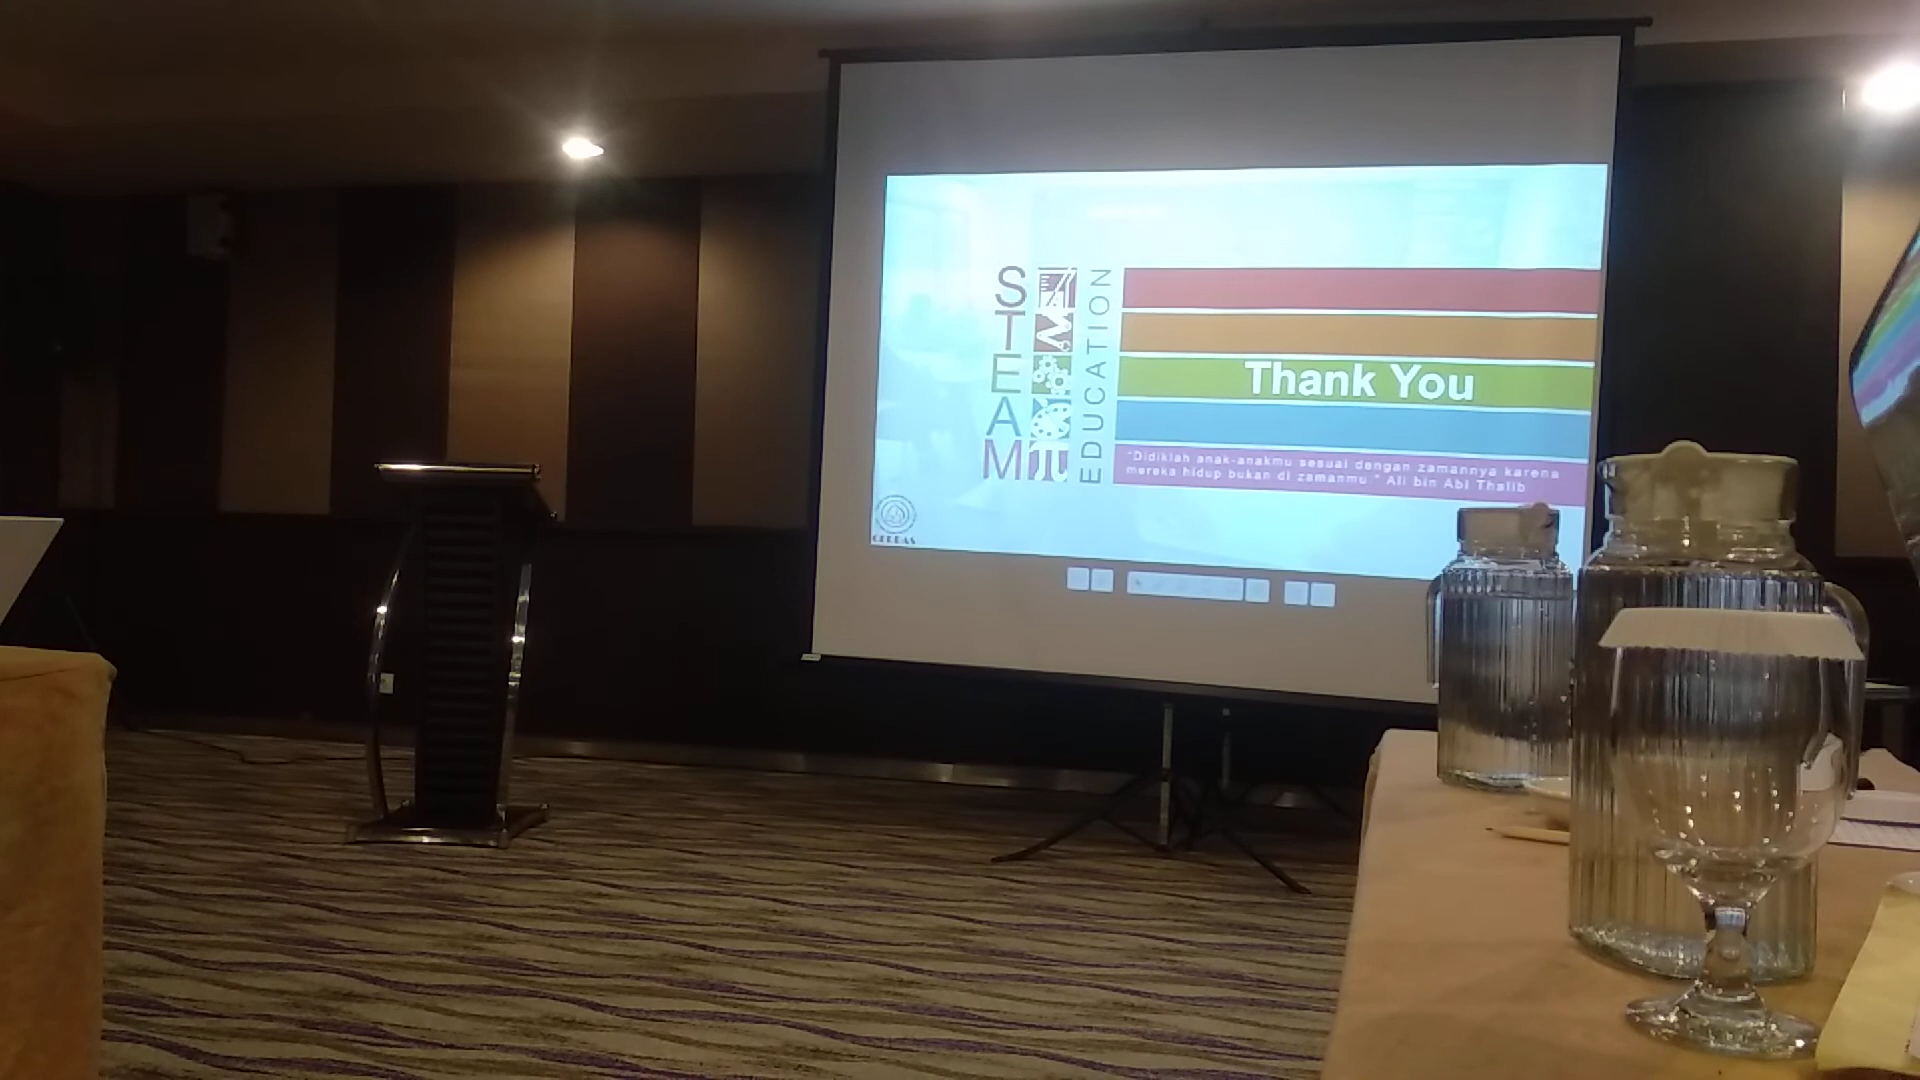 STEAM
EDUCATION
Thank You
"Didiklah anak-anakmu sesuai dengan zamannya karena
mereka hidup bukan di zamanmu " Ali bin Abi Thalib